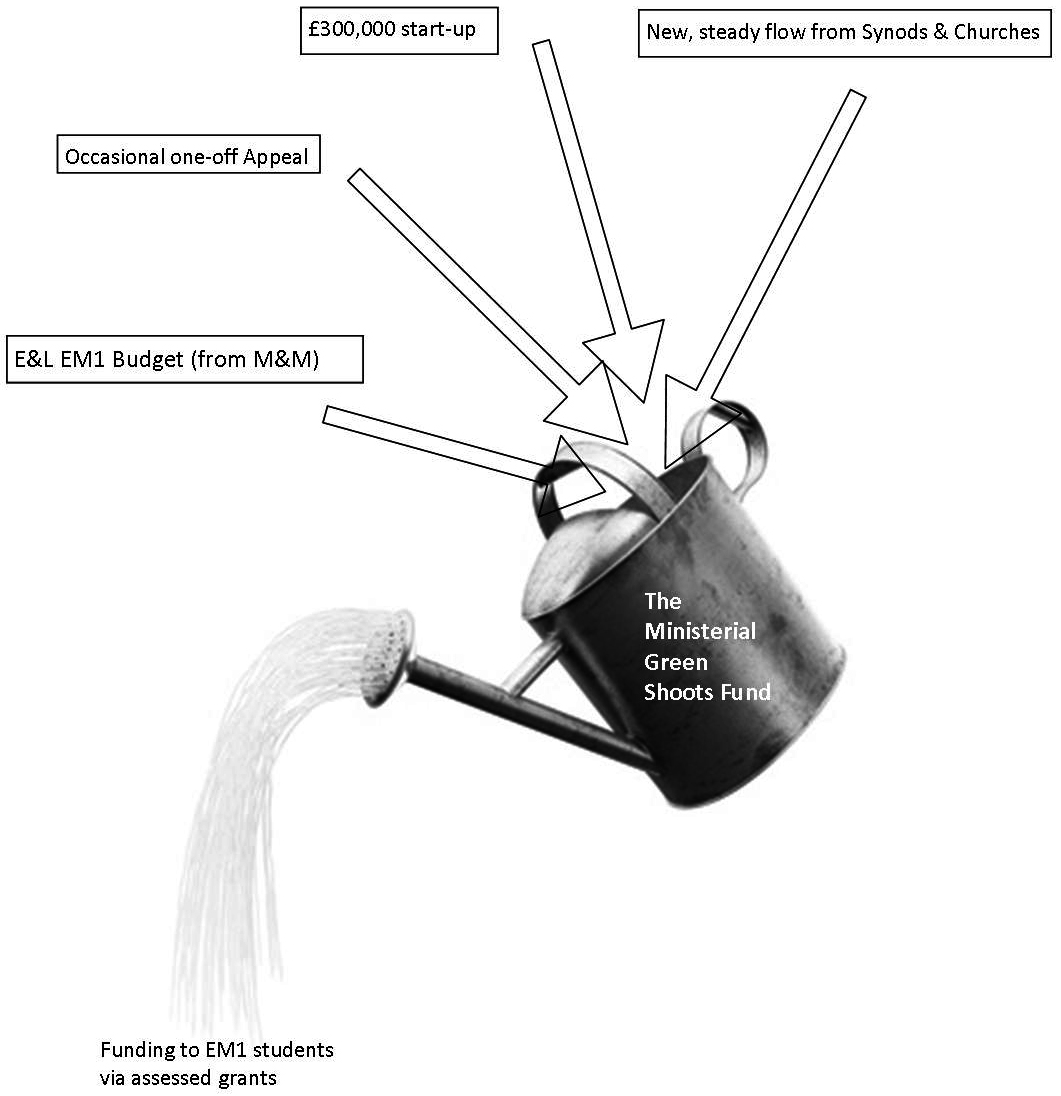 £300,000 start-up
New, steady flow from Synods & Churches
Occasional one-off Appeal
E&L EM1 Budget (from M&M)
The
Ministerial
Green
Shoots Fund
Funding to EM1 students
via assessed grants